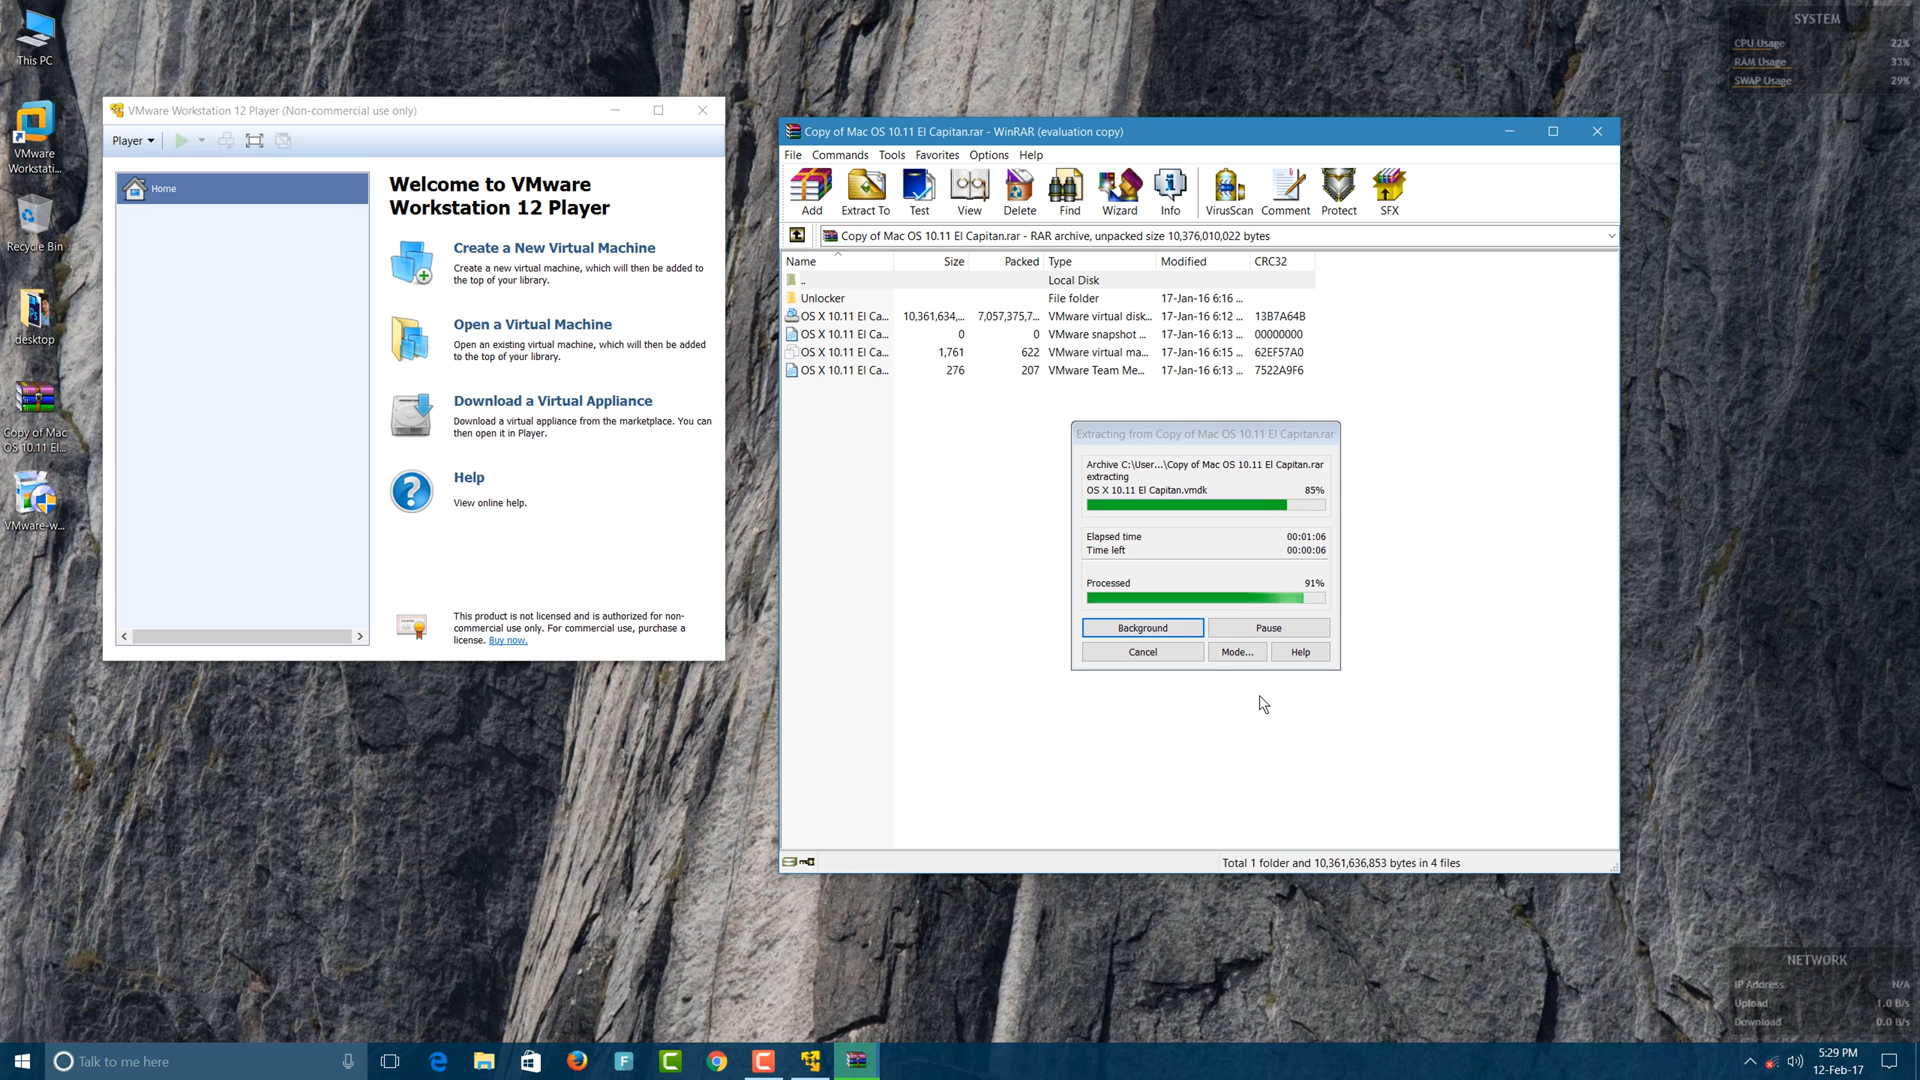 This PC
VMware
Workstati...
Recycle Bin
desktop
Copy of Mac
OS 10.11 El...
VMware-w...
VMware Workstation 12 Player (Non-commercial use only)
Player
Home
Welcome to VMware
Workstation 12 Player
Create a New Virtual Machine
Create a new virtual machine, which will then be added to
the top of your library.
Open a Virtual Machine
Open an existing virtual machine, which will then be added
to the top of your library.
Download a Virtual Appliance
Download a virtual appliance from the marketplace. You can
then open it in Player.
Help
View online help.
This product is not licensed and is authorized for non-
commercial use only. For commercial use, purchase a
license. Buy now.
Copy of Mac OS 10.11 El Capitan.rar - WinRAR (evaluation copy)
File Commands Tools Favorites Options Help
Add Extract To Test View Delete Find Wizard Info VirusScan Comment Protect SFX
Copy of Mac OS 10.11 El Capitan.rar - RAR archive, unpacked size 10,376,010,022 bytes
Name Size Packed Type Modified CRC32
.. Local Disk
Unlocker File folder 17-Jan-16 6:16 ...
OS X 10.11 El Ca... 10,361,634,... 7,057,375,7... VMware virtual disk... 17-Jan-16 6:12 ... 13B7A64B
OS X 10.11 El Ca... 0 0 VMware snapshot ... 17-Jan-16 6:13 ... 00000000
OS X 10.11 El Ca... 1,761 622 VMware virtual ma... 17-Jan-16 6:15 ... 62EF57A0
OS X 10.11 El Ca... 276 207 VMware Team Me... 17-Jan-16 6:13 ... 7522A9F6
Extracting from Copy of Mac OS 10.11 El Capitan.rar
Archive C:\User...\Copy of Mac OS 10.11 El Capitan.rar
extracting
OS X 10.11 El Capitan.vmdk 85%
Elapsed time 00:01:06
Time left 00:00:06
Processed 91%
Background Pause
Cancel Mode... Help
Total 1 folder and 10,361,636,853 bytes in 4 files
SYSTEM
CPU Usage 22%
RAM Usage 33%
SWAP Usage 29%
NETWORK
IP Address N/A
Upload 1.0 B/s
Download 0.0 B/s
Talk to me here
5:29 PM
12-Feb-17